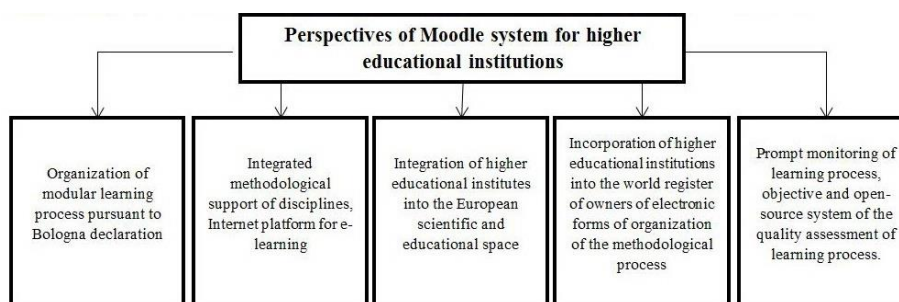 Perspectives of Moodle system for higher
educational institutions
Organization of
modular learning
process pursuant to
Bologna declaration
Integrated
methodological
support of disciplines,
Internet platform for e-
learning
Integration of higher
educational institutes
into the European
scientific and
educational space
Incorporation of higher
educational institutions
into the world register
of owners of electronic
forms of organization
of the methodological
process
Prompt monitoring of
learning process,
objective and open-
source system of the
quality assessment of
learning process.